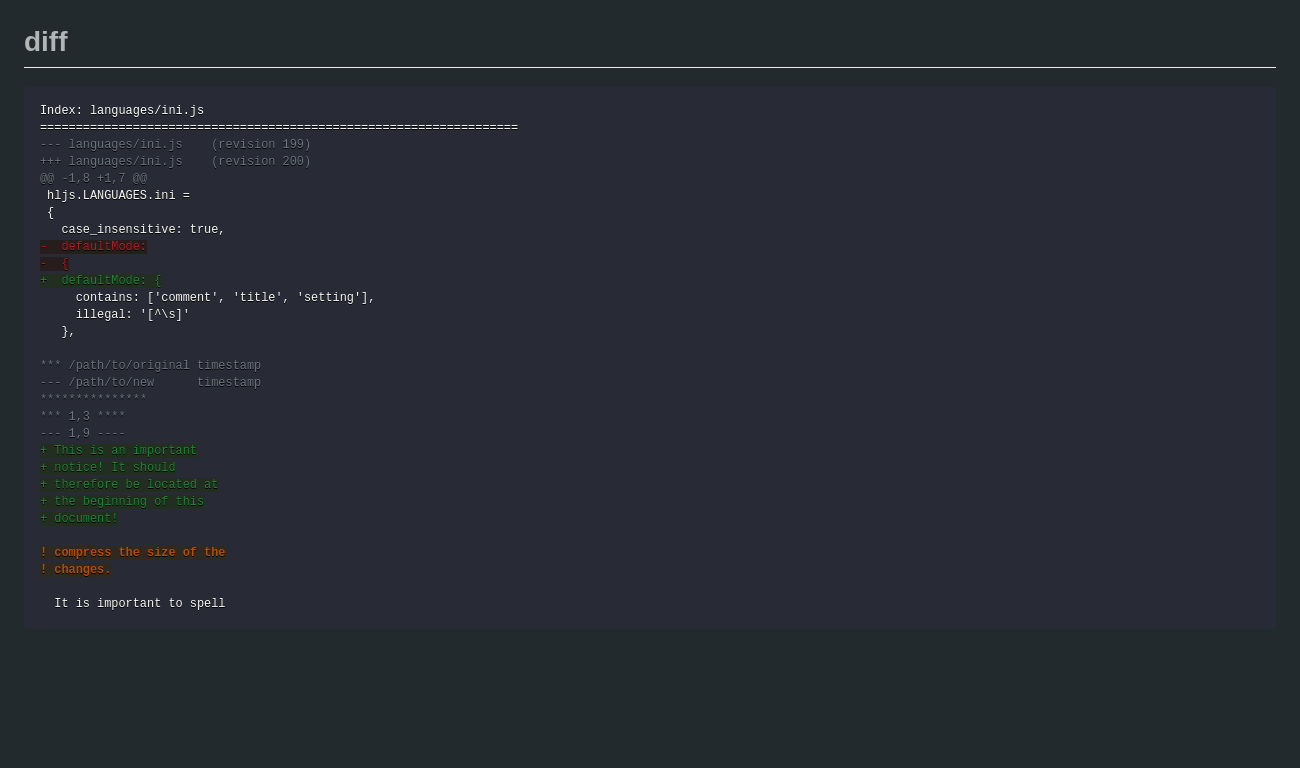 diff
Index: languages/ini.js
===================================================================
--- languages/ini.js    (revision 199)
+++ languages/ini.js    (revision 200)
@@ -1,8 +1,7 @@
 hljs.LANGUAGES.ini =
 {
   case_insensitive: true,
-  defaultMode:
-  {
+  defaultMode: {
     contains: ['comment', 'title', 'setting'],
     illegal: '[^\s]'
   },
*** /path/to/original timestamp
--- /path/to/new      timestamp
***************
*** 1,3 ****
--- 1,9 ----
+ This is an important
+ notice! It should
+ therefore be located at
+ the beginning of this
+ document!
! compress the size of the
! changes.
  It is important to spell